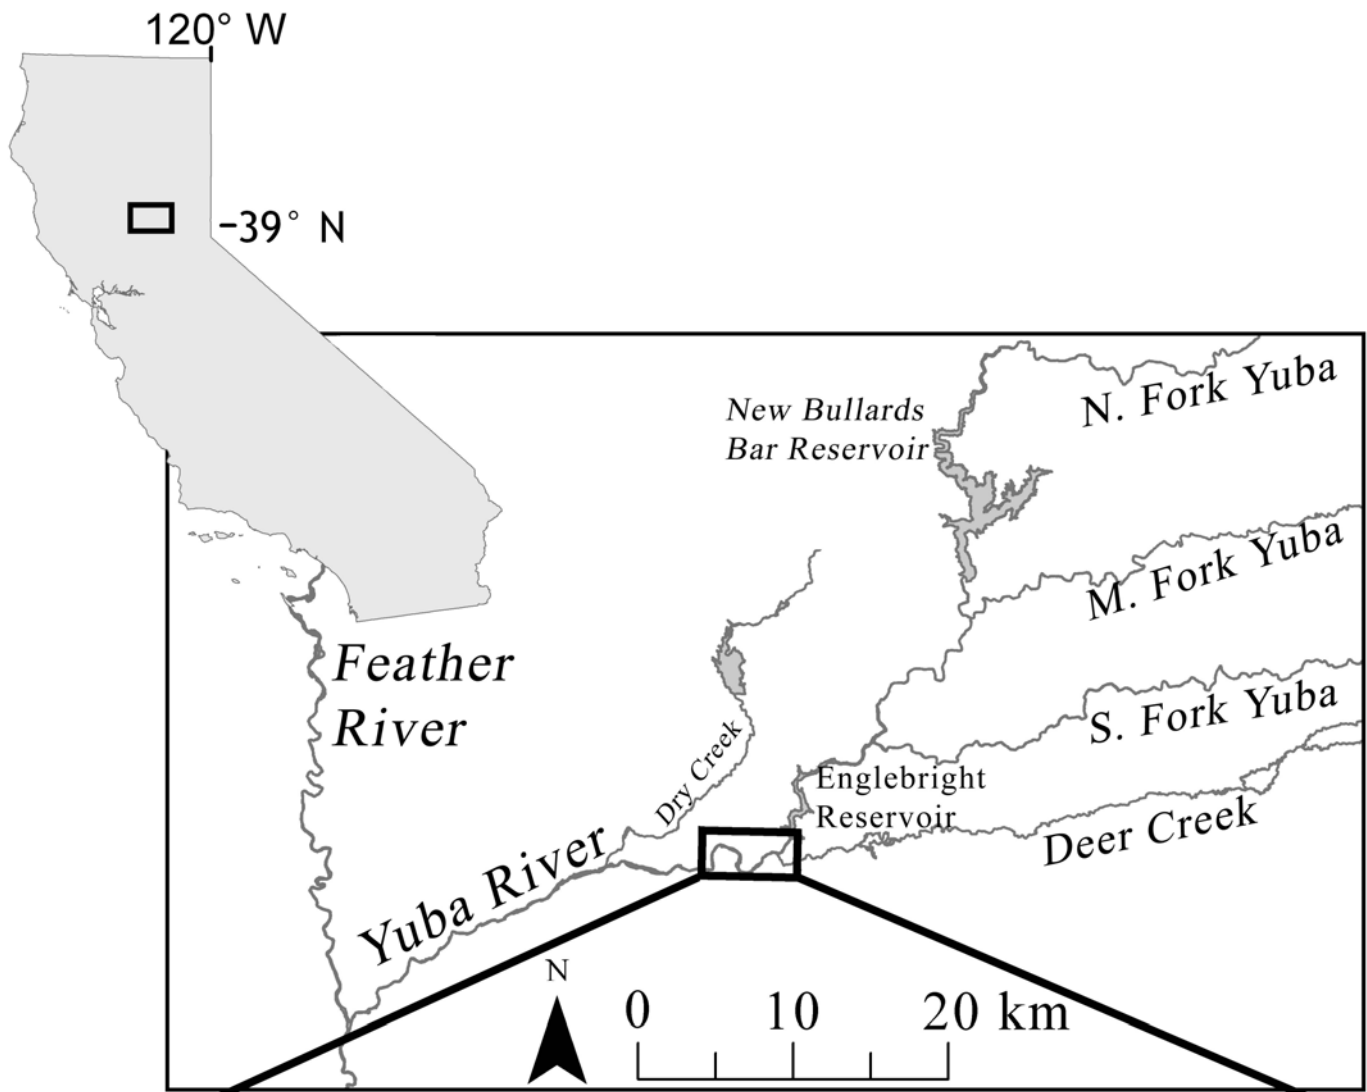 120° W
-39° N
New Bullards
Bar Reservoir
N. Fork Yuba
M. Fork Yuba
Feather
River
S. Fork Yuba
Dry Creek
Englebright
Reservoir
Deer Creek
Yuba River
N
0 10 20 km